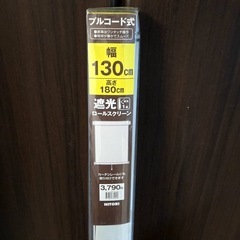 プルコード式
幅
130cm
高さ
180cm
遮光
ロールスクリーン
3,790円
NITORI